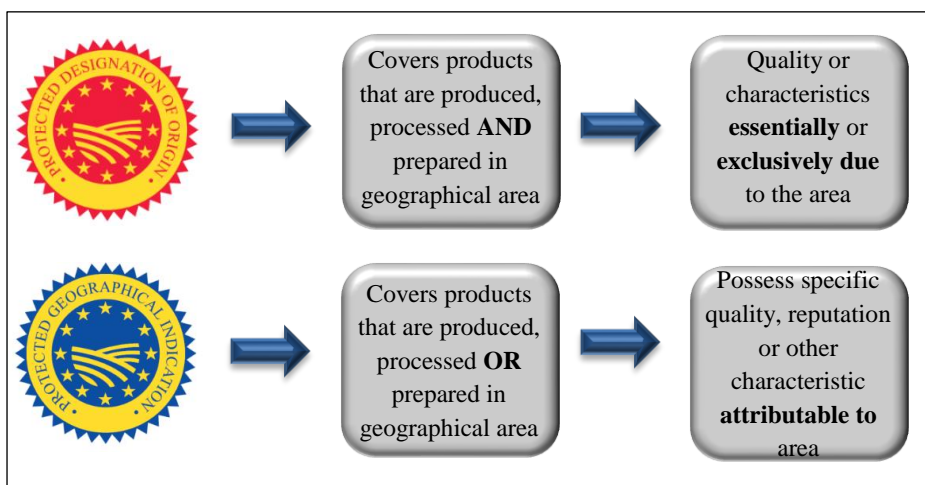 • PROTECTED DESIGNATION OF ORIGIN •
Covers products
that are produced,
processed AND
prepared in
geographical area
Quality or
characteristics
essentially or
exclusively due
to the area
• PROTECTED GEOGRAPHICAL INDICATION •
Covers products
that are produced,
processed OR
prepared in
geographical area
Possess specific
quality, reputation
or other
characteristic
attributable to
area